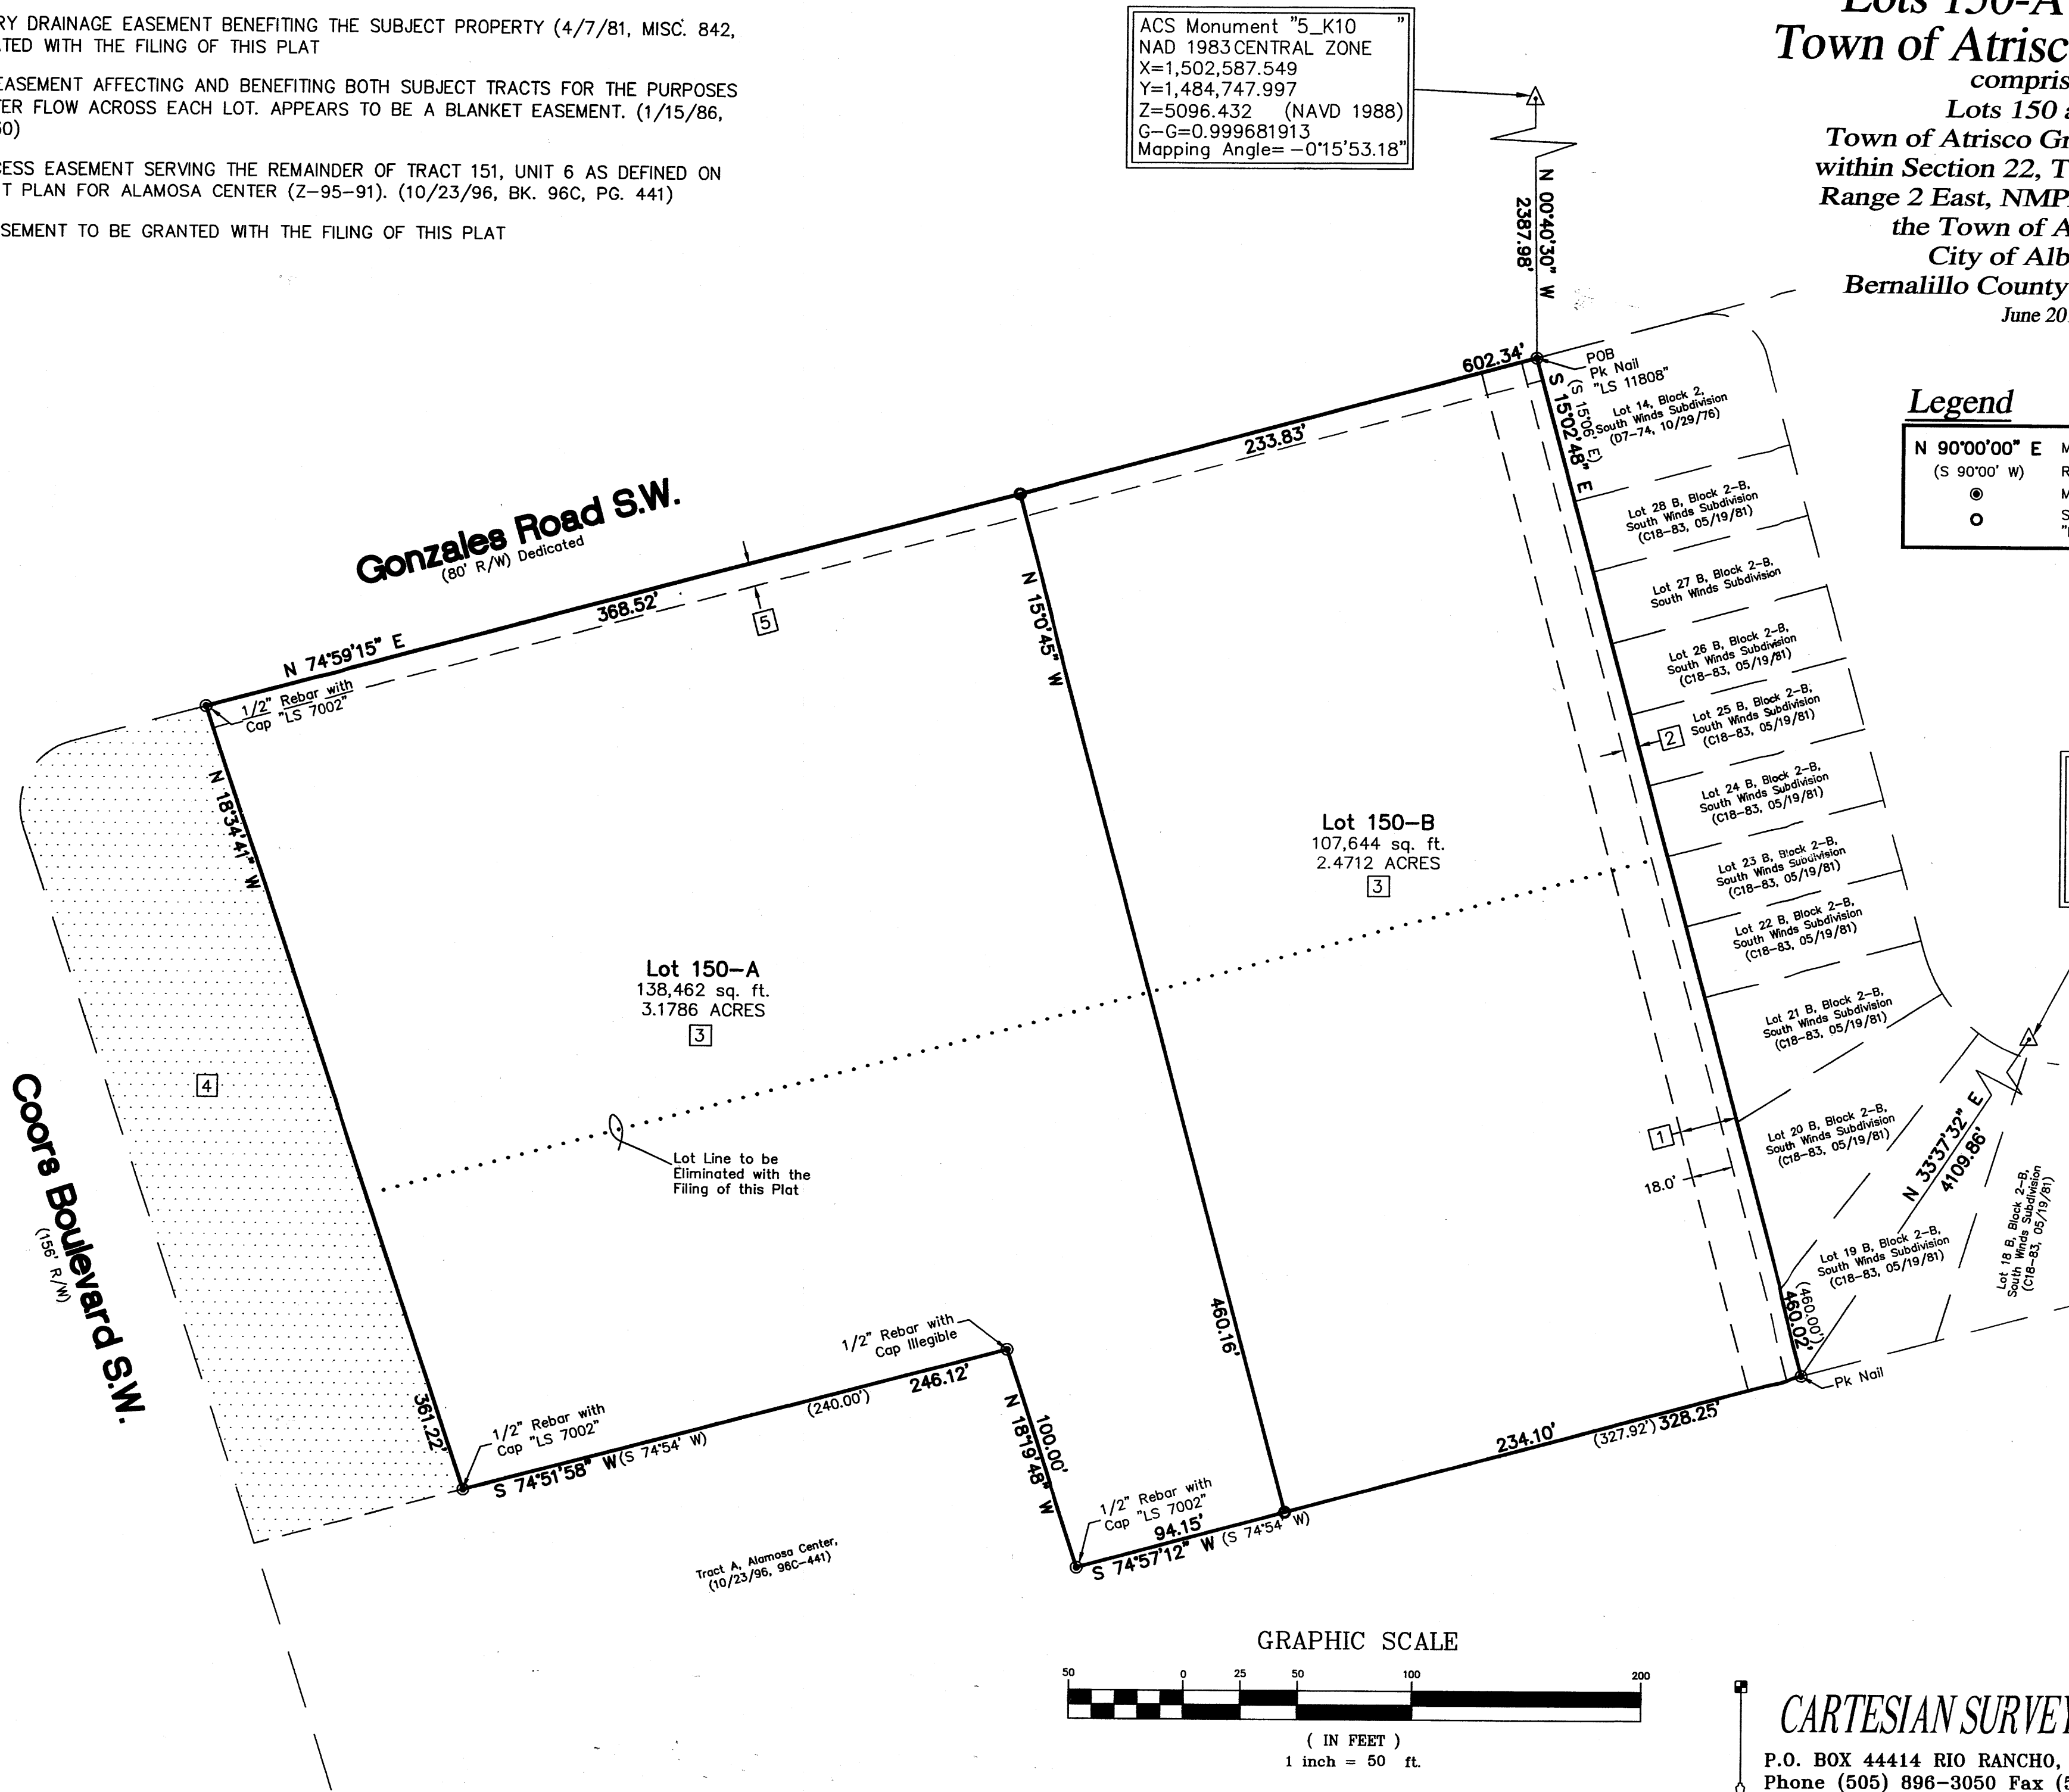 RY DRAINAGE EASEMENT BENEFITING THE SUBJECT PROPERTY (4/7/81, MISC. 842,
TED WITH THE FILING OF THIS PLAT
EASEMENT AFFECTING AND BENEFITING BOTH SUBJECT TRACTS FOR THE PURPOSES
TER FLOW ACROSS EACH LOT. APPEARS TO BE A BLANKET EASEMENT. (1/15/86,
60)
CESS EASEMENT SERVING THE REMAINDER OF TRACT 151, UNIT 6 AS DEFINED ON
T PLAN FOR ALAMOSA CENTER (Z-95-91). (10/23/96, BK. 96C, PG. 441)
SEMENT TO BE GRANTED WITH THE FILING OF THIS PLAT
ACS Monument "5_K10 "
NAD 1983 CENTRAL ZONE
X=1,502,587.549
Y=1,484,747.997
Z=5096.432 (NAVD 1988)
G-G=0.999681913
Mapping Angle= -0°15'53.18"
Lots 150-A
Town of Atrisc
compris
Lots 150 a
Town of Atrisco Gr
within Section 22, T
Range 2 East, NMP
the Town of A
City of Alb
Bernalillo County
June 201
N 00°40'30" W
2387.98'
Legend
N 90°00'00" E M
(S 90°00' W) R
M
S
"
POB
Pk Nail
"LS 11808"
602.34'
S 15°02'48" E
(S 15°06' E)
Lot 14, Block 2,
South Winds Subdivision
(D7-74, 10/29/76)
233.83'
Gonzales Road S.W.
(80' R/W) Dedicated
368.52'
5
N 74°59'15" E
1/2" Rebar with
Cap "LS 7002"
N 15°0'45" W
Lot 28 B, Block 2-B,
South Winds Subdivision
(C18-83, 05/19/81)
Lot 27 B, Block 2-B,
South Winds Subdivision
Lot 26 B, Block 2-B,
South Winds Subdivision
(C18-83, 05/19/81)
Lot 25 B, Block 2-B,
South Winds Subdivision
(C18-83, 05/19/81)
2
Lot 24 B, Block 2-B,
South Winds Subdivision
(C18-83, 05/19/81)
Lot 23 B, Block 2-B,
South Winds Subdivision
(C18-83, 05/19/81)
Lot 22 B, Block 2-B,
South Winds Subdivision
(C18-83, 05/19/81)
Lot 21 B, Block 2-B,
South Winds Subdivision
(C18-83, 05/19/81)
Lot 20 B, Block 2-B,
South Winds Subdivision
(C18-83, 05/19/81)
Lot 19 B, Block 2-B,
South Winds Subdivision
(C18-83, 05/19/81)
Lot 18 B, Block 2-B,
South Winds Subdivision
(C18-83, 05/19/81)
N 33°37'32" E
4109.86'
N 18°34'41" W
Lot 150-B
107,644 sq. ft.
2.4712 ACRES
3
Lot 150-A
138,462 sq. ft.
3.1786 ACRES
3
4
Coors Boulevard S.W.
(156' R/W)
Lot Line to be
Eliminated with the
Filing of this Plat
1
18.0'
460.16'
(460.00')
460.02'
Pk Nail
361.22'
1/2" Rebar with
Cap "LS 7002"
1/2" Rebar with
Cap Illegible
246.12'
(240.00')
S 74°51'58" W (S 74°54' W)
100.00'
N 18°19'48" W
1/2" Rebar with
Cap "LS 7002"
94.15'
S 74°57'12" W (S 74°54' W)
234.10'
(327.92') 328.25'
Tract A, Alamosa Center,
(10/23/96, 96C-441)
GRAPHIC SCALE
50 0 25 50 100 200
( IN FEET )
1 inch = 50 ft.
CARTESIAN SURVEY
P.O. BOX 44414 RIO RANCHO,
Phone (505) 896-3050 Fax (5